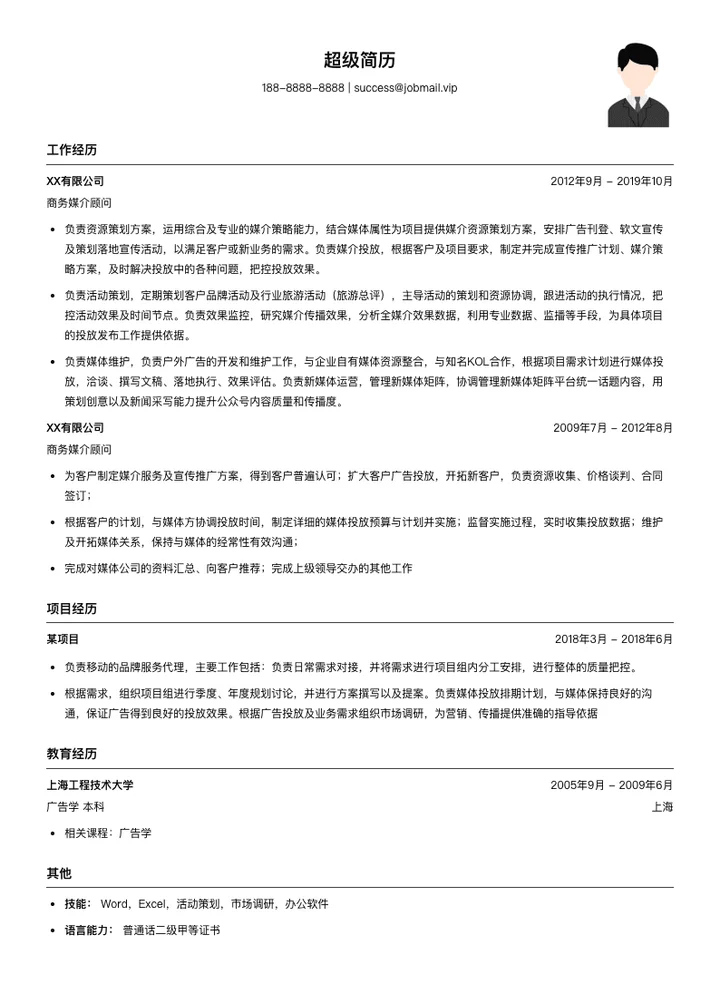 超级简历
188-8888-8888 | success@jobmail.vip
工作经历
XX有限公司 2012年9月 - 2019年10月
商务媒介顾问
• 负责资源策划方案，运用综合及专业的媒介策略能力，结合媒体属性为项目提供媒介资源策划方案，安排广告刊登、软文宣传
及策划落地宣传活动，以满足客户或新业务的需求。负责媒介投放，根据客户及项目要求，制定并完成宣传推广计划、媒介策
略方案，及时解决投放中的各种问题，把控投放效果。
• 负责活动策划，定期策划客户品牌活动及行业旅游活动（旅游总评），主导活动的策划和资源协调，跟进活动的执行情况，把
控活动效果及时间节点。负责效果监控，研究媒介传播效果，分析全媒介效果数据，利用专业数据、监播等手段，为具体项目
的投放发布工作提供依据。
• 负责媒体维护，负责户外广告的开发和维护工作，与企业自有媒体资源整合，与知名KOL合作，根据项目需求计划进行媒体投
放，洽谈、撰写文稿、落地执行、效果评估。负责新媒体运营，管理新媒体矩阵，协调管理新媒体矩阵平台统一话题内容，用
策划创意以及新闻采写能力提升公众号内容质量和传播度。
XX有限公司 2009年7月 - 2012年8月
商务媒介顾问
• 为客户制定媒介服务及宣传推广方案，得到客户普遍认可；扩大客户广告投放，开拓新客户，负责资源收集、价格谈判、合同
签订；
• 根据客户的计划，与媒体方协调投放时间，制定详细的媒体投放预算与计划并实施；监督实施过程，实时收集投放数据；维护
及开拓媒体关系，保持与媒体的经常性有效沟通；
• 完成对媒体公司的资料汇总、向客户推荐；完成上级领导交办的其他工作
项目经历
某项目 2018年3月 - 2018年6月
• 负责移动的品牌服务代理，主要工作包括：负责日常需求对接，并将需求进行项目组内分工安排，进行整体的质量把控。
• 根据需求，组织项目组进行季度、年度规划讨论，并进行方案撰写以及提案。负责媒体投放排期计划，与媒体保持良好的沟
通，保证广告得到良好的投放效果。根据广告投放及业务需求组织市场调研，为营销、传播提供准确的指导依据
教育经历
上海工程技术大学 2005年9月 - 2009年6月
广告学 本科 上海
• 相关课程：广告学
其他
• 技能： Word，Excel，活动策划，市场调研，办公软件
• 语言能力： 普通话二级甲等证书